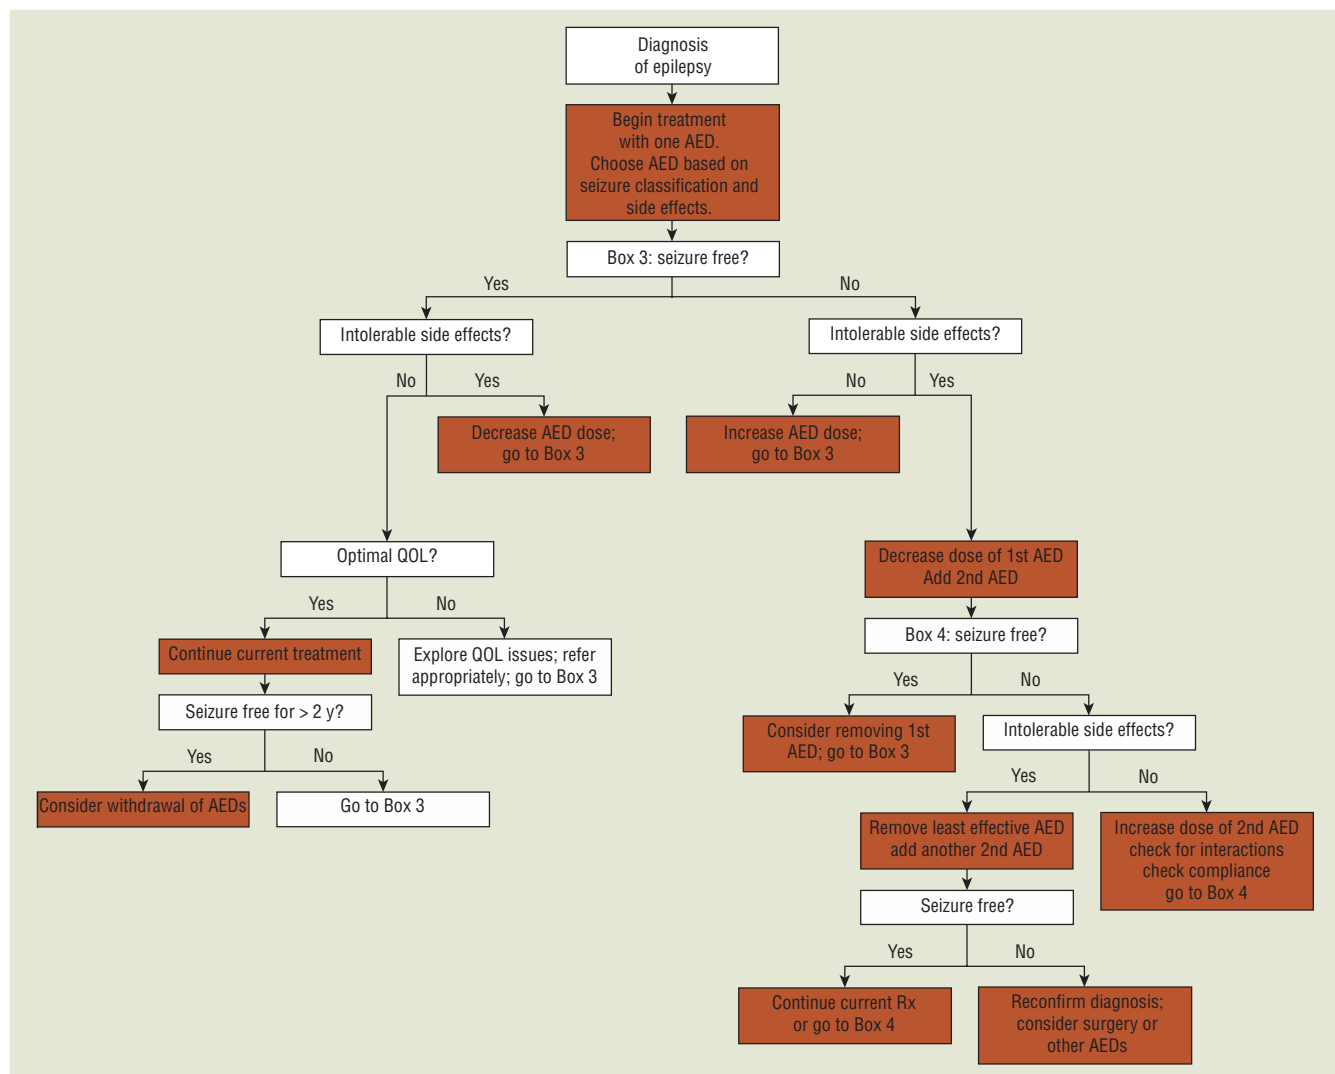 Diagnosis
of epilepsy
Begin treatment
with one AED.
Choose AED based on
seizure classification and
side effects.
Box 3: seizure free?
Yes
No
Intolerable side effects?
Intolerable side effects?
No
Yes
No
Yes
Decrease AED dose;
go to Box 3
Increase AED dose;
go to Box 3
Optimal QOL?
Decrease dose of 1st AED
Add 2nd AED
Yes
No
Box 4: seizure free?
Continue current treatment
Explore QOL issues; refer
appropriately; go to Box 3
Yes
No
Seizure free for > 2 y?
Consider removing 1st
AED; go to Box 3
Intolerable side effects?
Yes
No
Yes
No
Consider withdrawal of AEDs
Go to Box 3
Remove least effective AED
add another 2nd AED
Increase dose of 2nd AED
check for interactions
check compliance
go to Box 4
Seizure free?
Yes
No
Continue current Rx
or go to Box 4
Reconfirm diagnosis;
consider surgery or
other AEDs